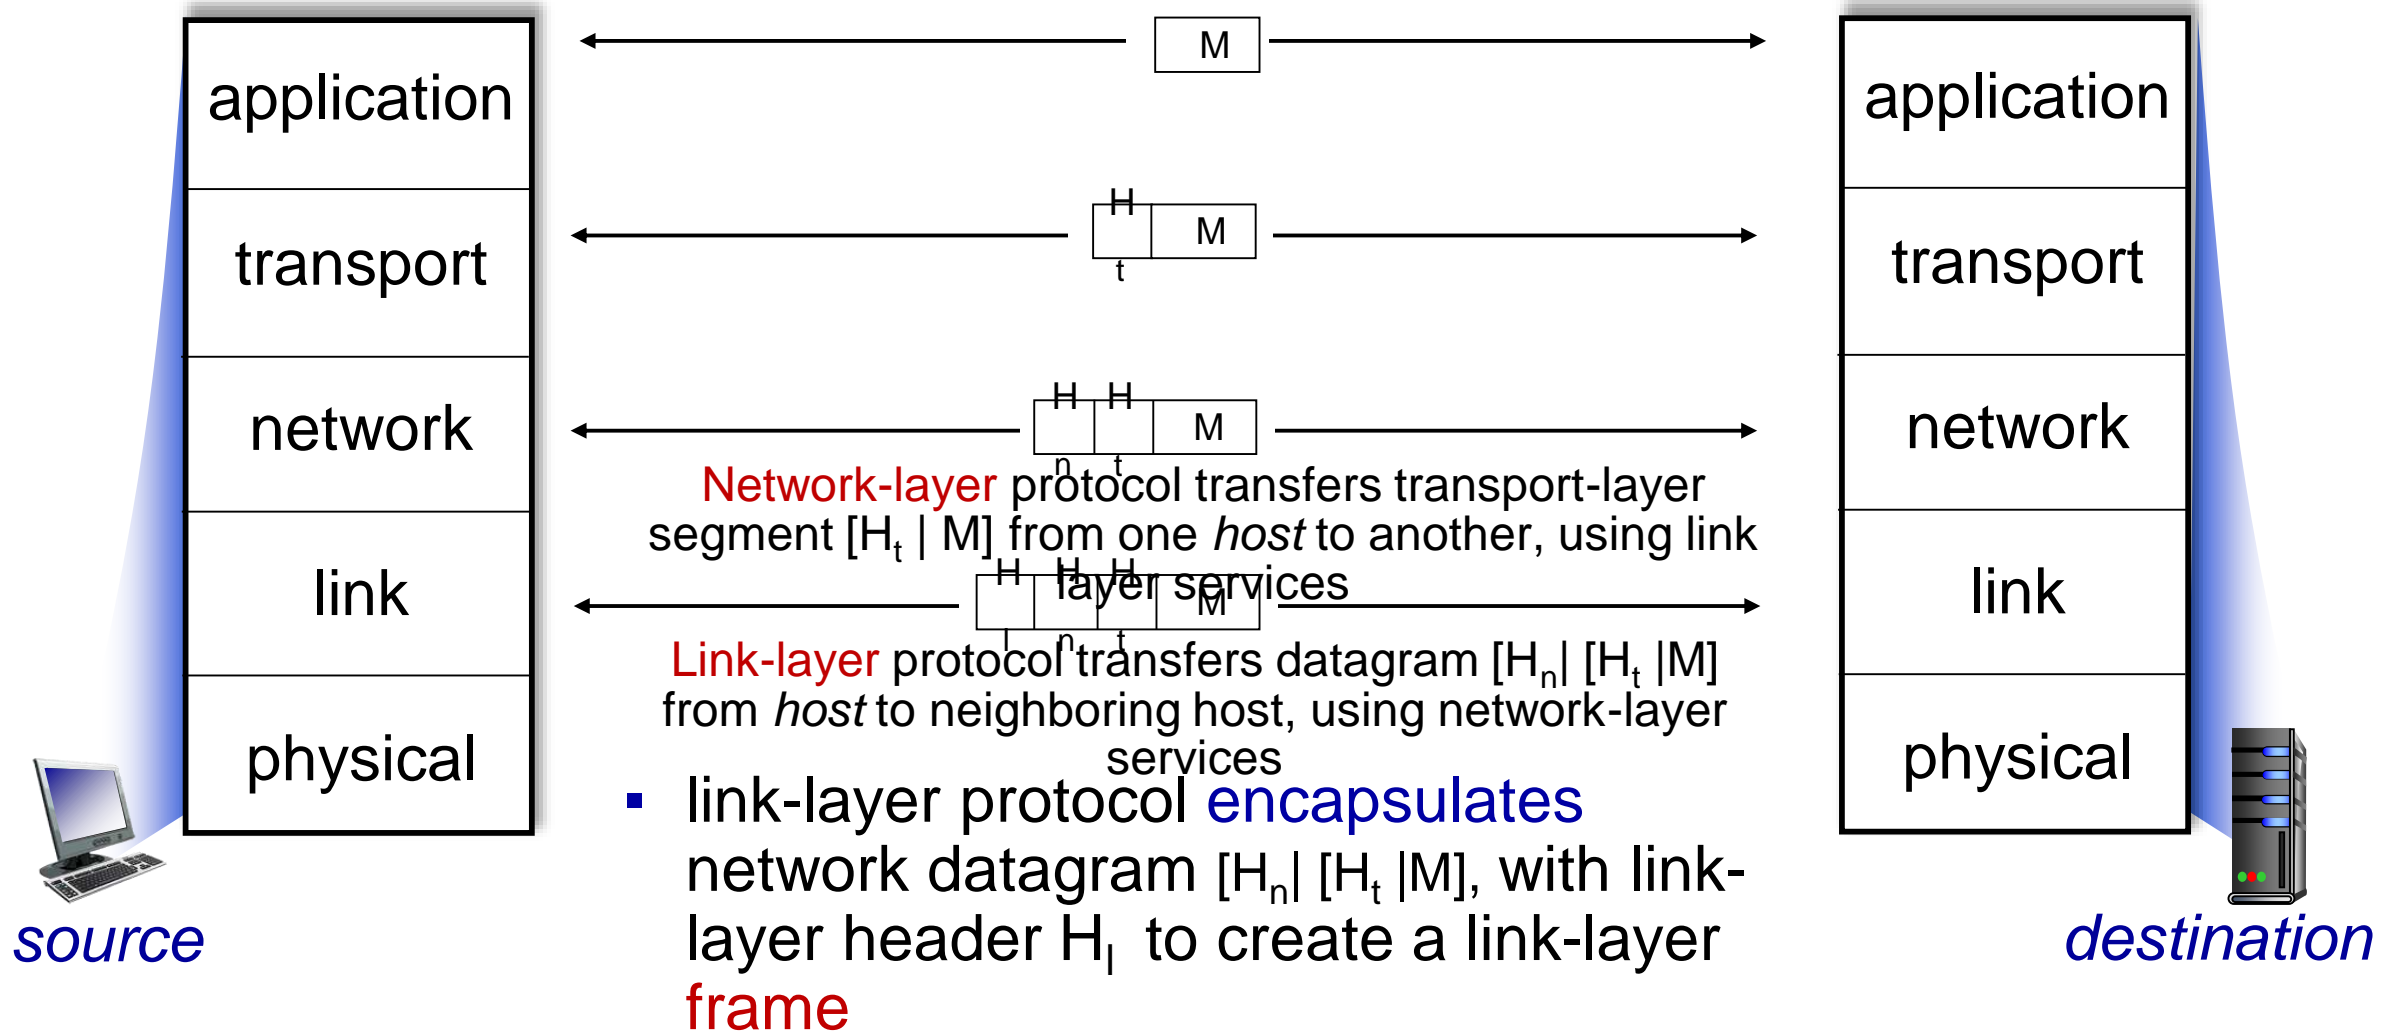 application
transport
network
link
physical
source
M
H
t
M
H
n
H
t
M
Network-layer protocol transfers transport-layer
segment [Ht | M] from one host to another, using link
layer services
H
l
H
n
H
t
M
Link-layer protocol transfers datagram [Hn| [Ht |M]
from host to neighboring host, using network-layer
services
▪ link-layer protocol encapsulates
network datagram [Hn| [Ht |M], with link-
layer header Hl to create a link-layer
frame
application
transport
network
link
physical
destination